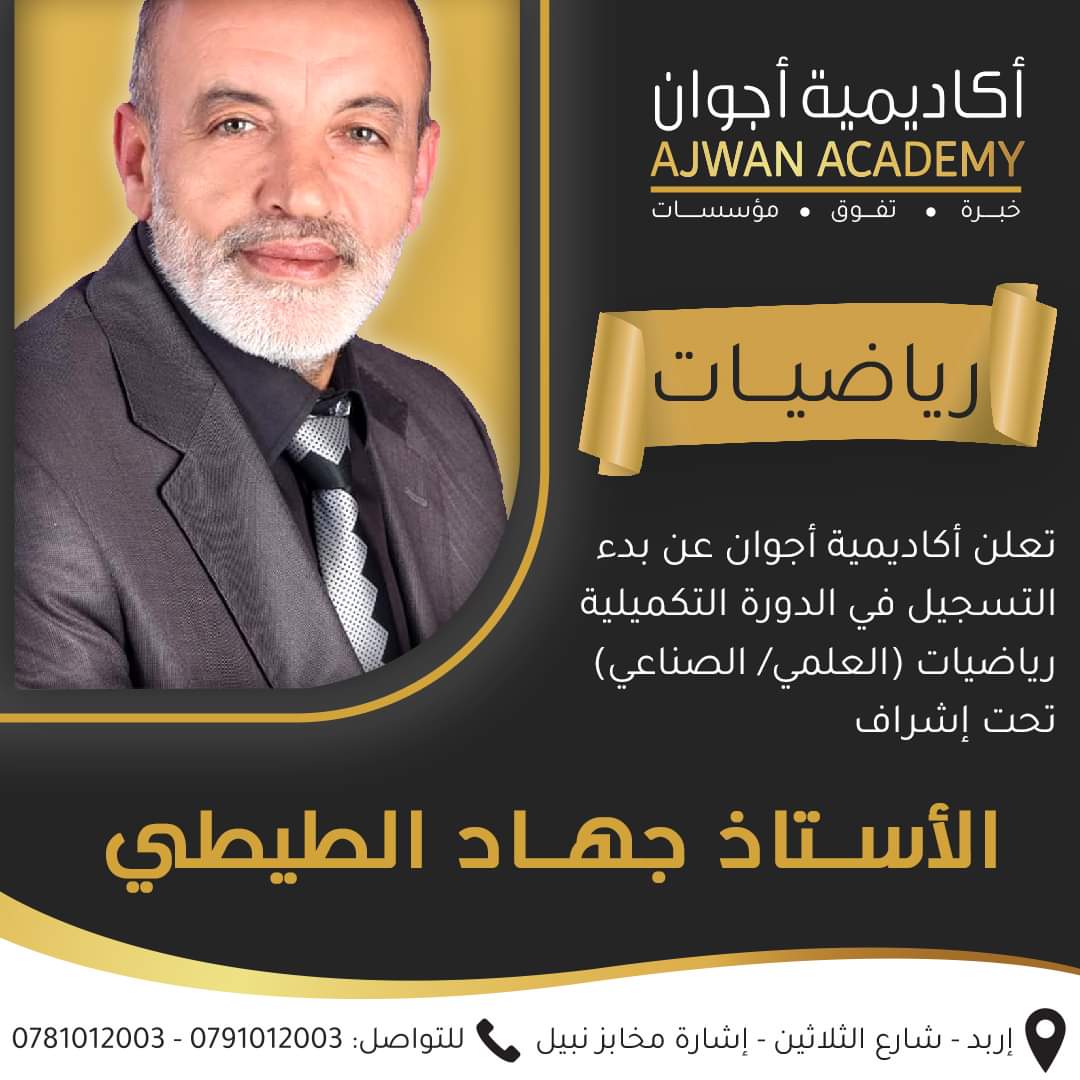 أكاديمية أجوان
AJWAN ACADEMY
خبرة • تفوق • مؤسسات
رياضيات
تعلن أكاديمية أجوان عن بدء
التسجيل في الدورة التكميلية
رياضيات (العلمي/ الصناعي)
تحت إشراف
الأستاذ جهاد الطيطي
إربد - شارع الثلاثين - إشارة مخابز نبيل
للتواصل: 0791012003 - 0781012003